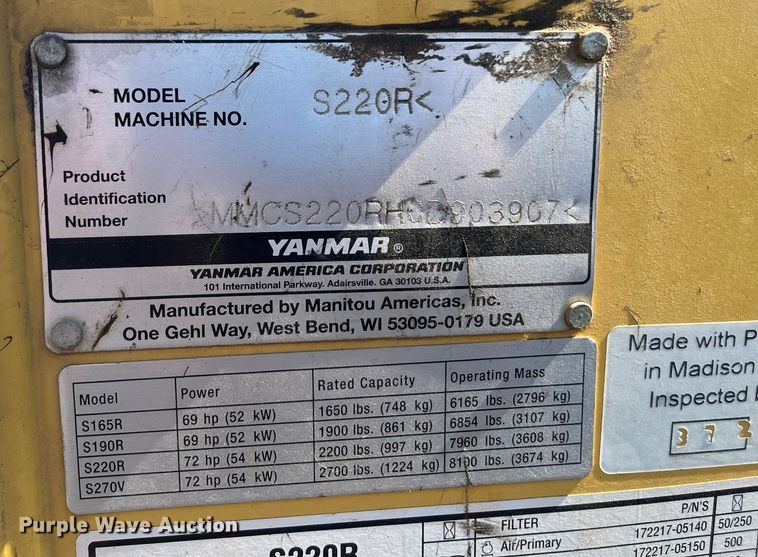 MODEL S220R<
MACHINE NO.
Product
Identification
Number >MMCS220RHCD903907<
YANMAR ®
YANMAR AMERICA CORPORATION
101 International Parkway. Adairsville. GA 30103 U.S.A.
Manufactured by Manitou Americas, Inc.
One Gehl Way, West Bend, WI 53095-0179 USA
Model Power Rated Capacity Operating Mass
S165R 69 hp (52 kW) 1650 lbs. (748 kg) 6165 lbs. (2796 kg)
S190R 69 hp (52 kW) 1900 lbs. (861 kg) 6854 lbs. (3107 kg)
S220R 72 hp (54 kW) 2200 lbs. (997 kg) 7960 lbs. (3608 kg)
S270V 72 hp (54 kW) 2700 lbs. (1224 kg) 8100 lbs. (3674 kg)
Made with P
in Madison
Inspected
372
Purple Wave Auction
S220R
FILTER P/N'S
Air/Primary 172217-05140 50/250
172217-05150 500